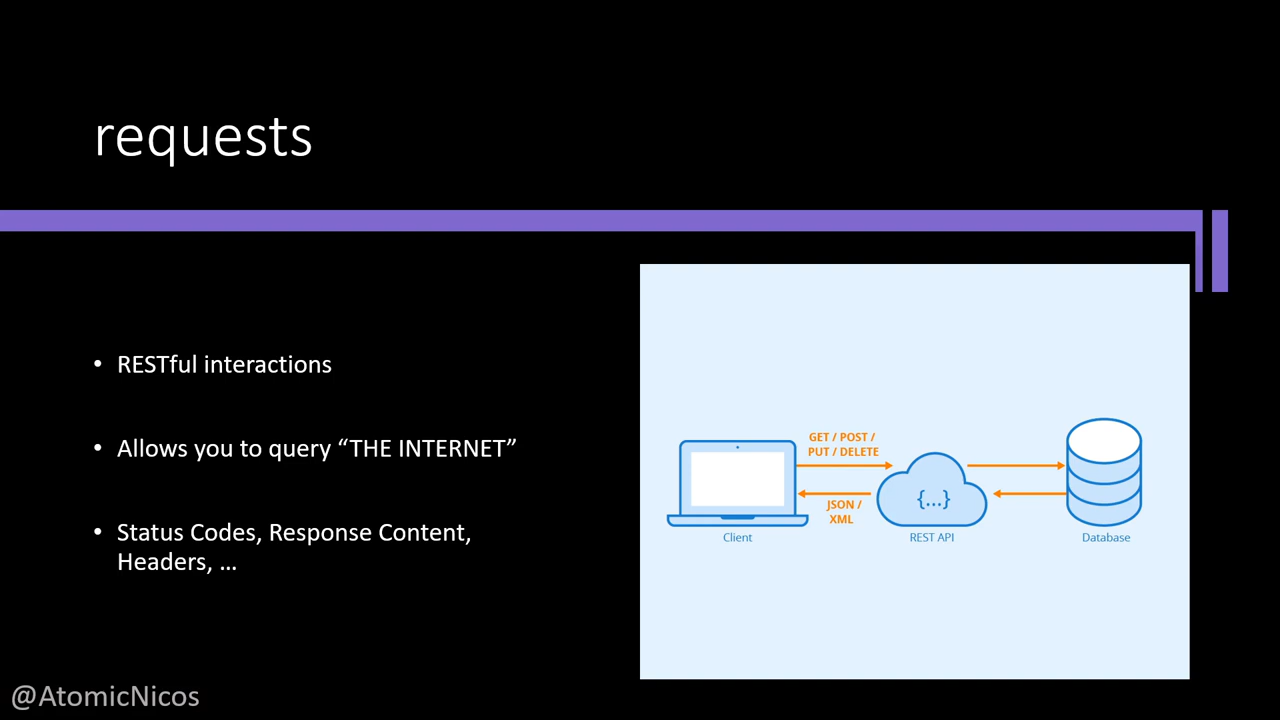 requests
• RESTful interactions
• Allows you to query “THE INTERNET”
• Status Codes, Response Content,
Headers, ...
GET / POST /
PUT / DELETE
JSON /
XML
{...}
Client
REST API
Database
@AtomicNicos